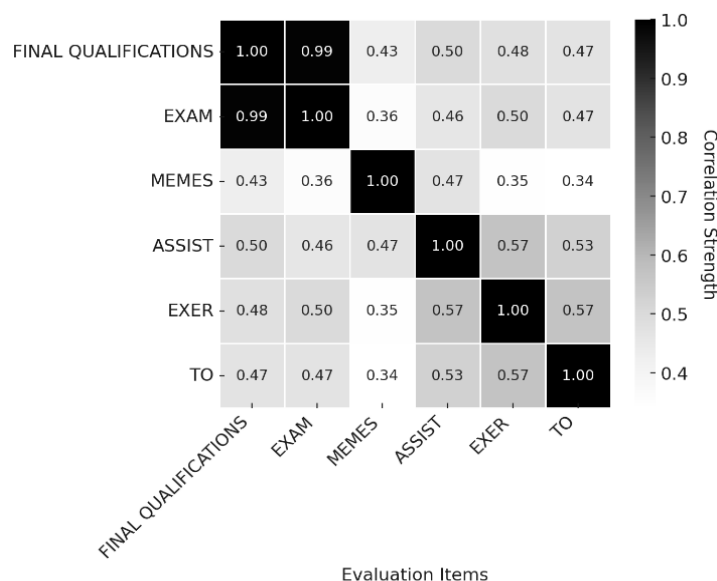 FINAL QUALIFICATIONS 1.00 0.99 0.43 0.50 0.48 0.47
EXAM 0.99 1.00 0.36 0.46 0.50 0.47
MEMES 0.43 0.36 1.00 0.47 0.35 0.34
ASSIST 0.50 0.46 0.47 1.00 0.57 0.53
EXER 0.48 0.50 0.35 0.57 1.00 0.57
TO 0.47 0.47 0.34 0.53 0.57 1.00
FINAL QUALIFICATIONS EXAM MEMES ASSIST EXER TO
Evaluation Items
1.0
0.9
0.8
0.7
0.6
0.5
0.4
Correlation Strength